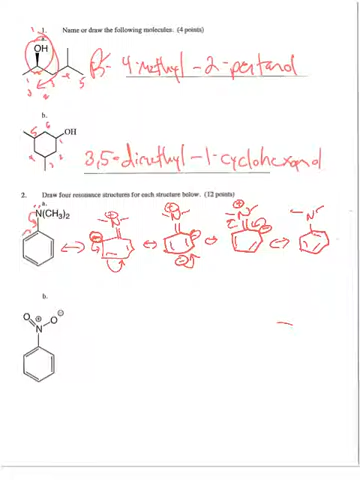 1. Name or draw the following molecules. (4 points)
OH
R- 4-methyl-2-pentanol
b.
OH
3,5-dimethyl-1-cyclohexanol
2. Draw four resonance structures for each structure below. (12 points)
a.
N(CH3)2
N N N N
b.
O N O